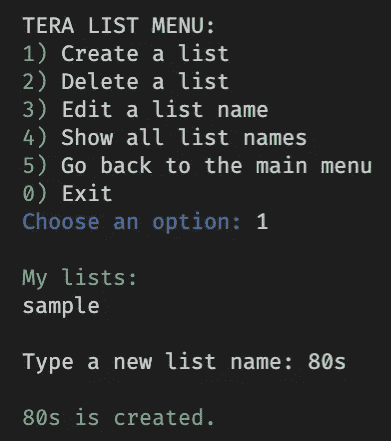 TERA LIST MENU:
1) Create a list
2) Delete a list
3) Edit a list name
4) Show all list names
5) Go back to the main menu
0) Exit
Choose an option: 1
My lists:
sample
Type a new list name: 80s
80s is created.